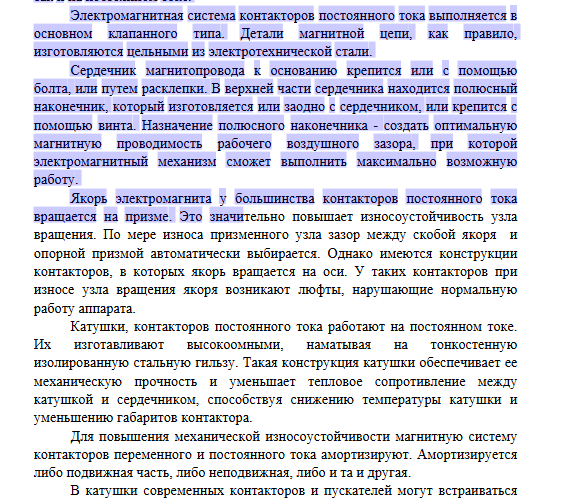 Электромагнитная система контакторов постоянного тока выполняется в
основном клапанного типа. Детали магнитной цепи, как правило,
изготовляются цельными из электротехнической стали.
Сердечник магнитопровода к основанию крепится или с помощью
болта, или путем расклепки. В верхней части сердечника находится полюсный
наконечник, который изготовляется или заодно с сердечником, или крепится с
помощью винта. Назначение полюсного наконечника - создать оптимальную
магнитную проводимость рабочего воздушного зазора, при которой
электромагнитный механизм сможет выполнить максимально возможную
работу.
Якорь электромагнита у большинства контакторов постоянного тока
вращается на призме. Это значительно повышает износоустойчивость узла
вращения. По мере износа призменного узла зазор между скобой якоря и
опорной призмой автоматически выбирается. Однако имеются конструкции
контакторов, в которых якорь вращается на оси. У таких контакторов при
износе узла вращения якоря возникают люфты, нарушающие нормальную
работу аппарата.
Катушки, контакторов постоянного тока работают на постоянном токе.
Их изготавливают высокоомными, наматывая на тонкостенную
изолированную стальную гильзу. Такая конструкция катушки обеспечивает ее
механическую прочность и уменьшает тепловое сопротивление между
катушкой и сердечником, способствуя снижению температуры катушки и
уменьшению габаритов контактора.
Для повышения механической износоустойчивости магнитную систему
контакторов переменного и постоянного тока амортизируют. Амортизируется
либо подвижная часть, либо неподвижная, либо и та и другая.
В катушки современных контакторов и пускателей могут встраиваться